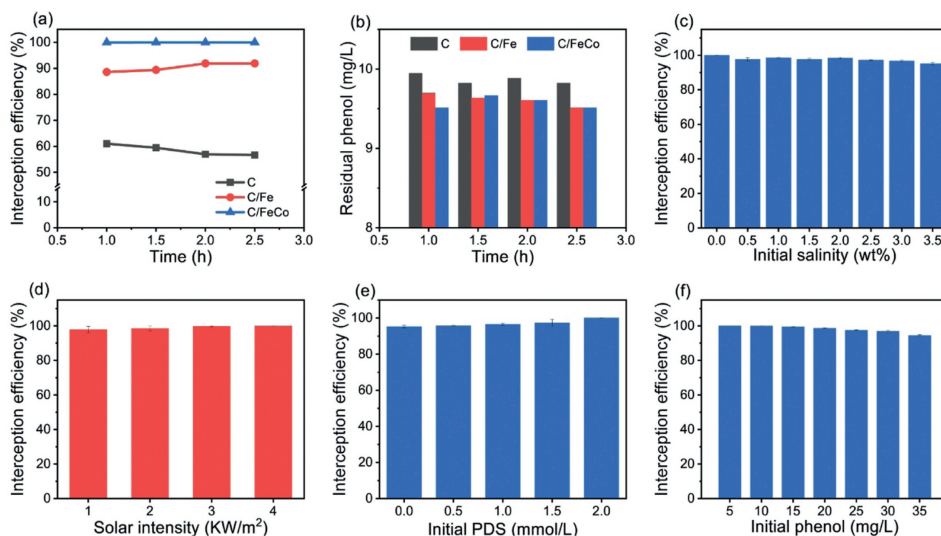 (a)
Interception efficiency (%)
100
90
80
70
60
50
10
0
0.5 1.0 1.5 2.0 2.5 3.0
Time (h)
C
C/Fe
C/FeCo
(b)
Residual phenol (mg/L)
10
9
8
0.5 1.0 1.5 2.0 2.5 3.0
Time (h)
C C/Fe C/FeCo
(c)
Interception efficiency (%)
100
80
60
40
20
0
0.0 0.5 1.0 1.5 2.0 2.5 3.0 3.5
Initial salinity (wt%)
(d)
Interception efficiency (%)
120
100
80
60
40
20
0
1 2 3 4
Solar intensity (KW/m²)
(e)
Interception efficiency (%)
120
100
80
60
40
20
0
0.0 0.5 1.0 1.5 2.0
Initial PDS (mmol/L)
(f)
Interception efficiency (%)
120
100
80
60
40
20
0
5 10 15 20 25 30 35
Initial phenol (mg/L)